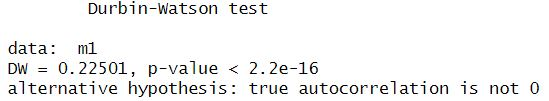 Durbin-Watson test
data:  m1
DW = 0.22501, p-value < 2.2e-16
alternative hypothesis: true autocorrelation is not 0